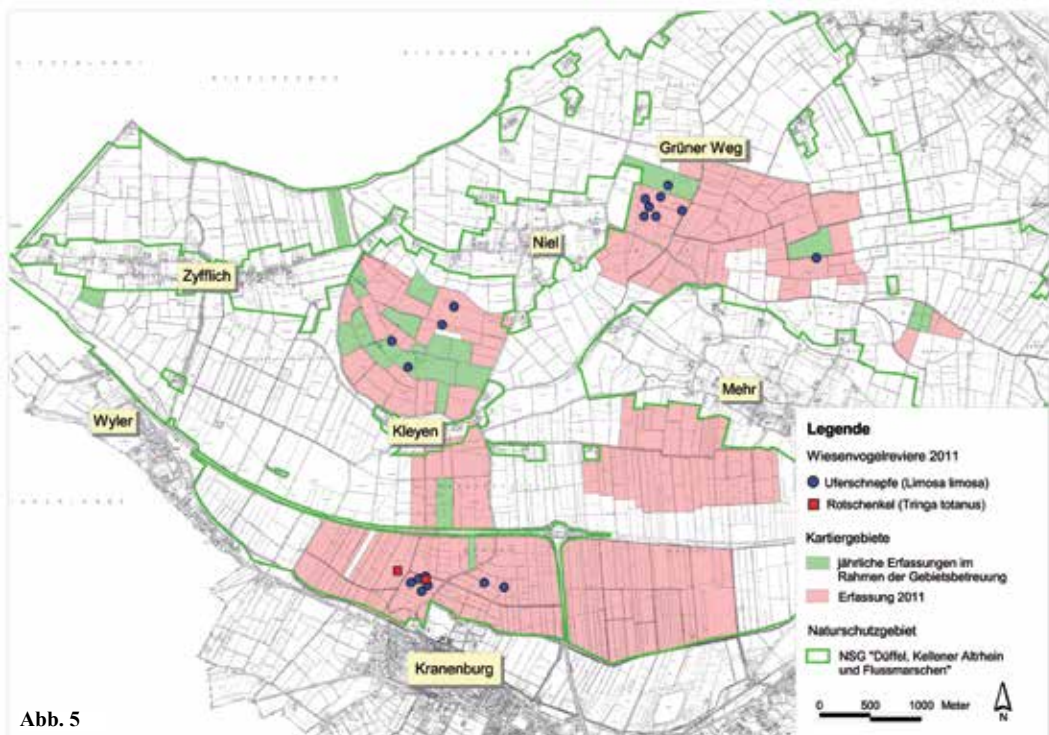 Grüner Weg
Niel
Zyfflich
Mehr
Wyler
Kleyen
Kranenburg
Legende
Wiesenvogelreviere 2011
Uferschnepfe (Limosa limosa)
Rotschenkel (Tringa totanus)
Kartiergebiete
jährliche Erfassungen im
Rahmen der Gebietsbetreuung
Erfassung 2011
Naturschutzgebiet
NSG "Düffel, Kellener Altrhein
und Flussmarschen"
0 500 1000 Meter
N
Abb. 5